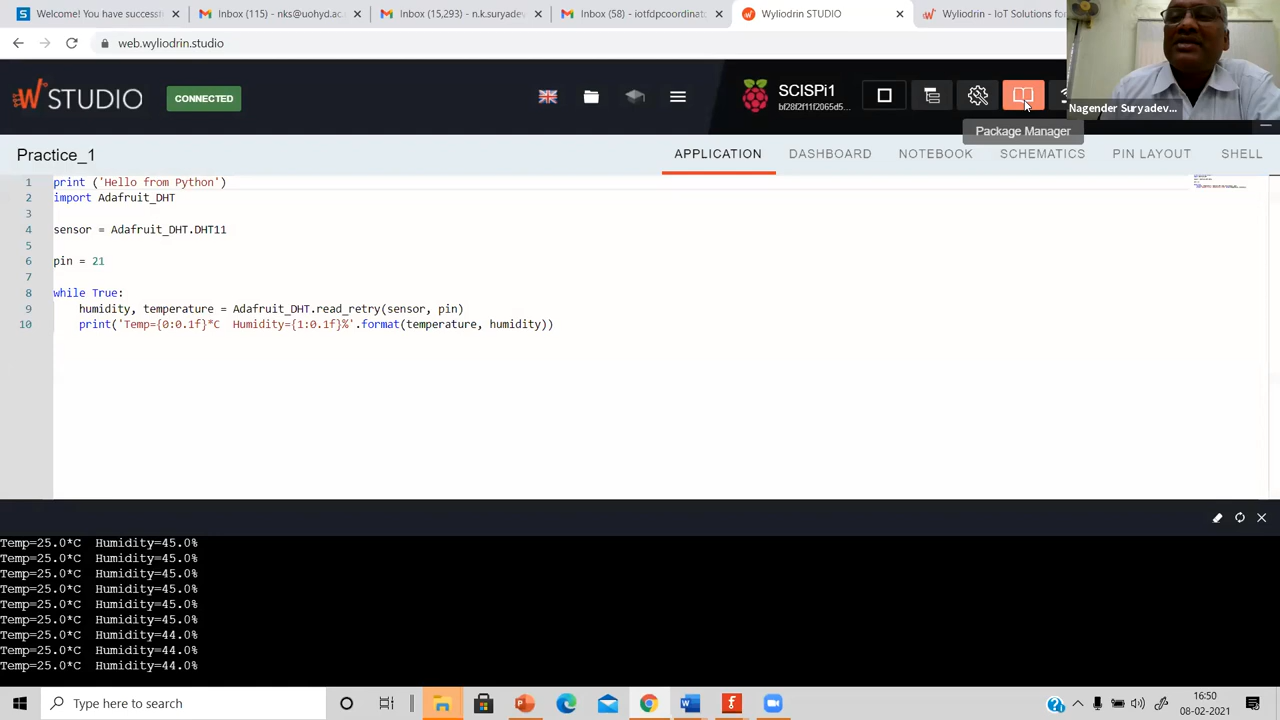 Welcome! You have successf
Inbox (115) - nks@uohyd.ac.
Inbox (15,293) - n.k.suryadev
Inbox (58) - iotfdpcoordinato
Wyliodrin STUDIO
Wyliodrin - IoT Solutions fo
web.wyliodrin.studio
STUDIO
CONNECTED
SCISPi1
bf28f2f11f2065d5...
Nagender Suryadev...
Package Manager
Practice_1
APPLICATION
DASHBOARD
NOTEBOOK
SCHEMATICS
PIN LAYOUT
SHELL
1 print ('Hello from Python')
2 import Adafruit_DHT
3
4 sensor = Adafruit_DHT.DHT11
5
6 pin = 21
7
8 while True:
9 humidity, temperature = Adafruit_DHT.read_retry(sensor, pin)
10 print('Temp={0:0.1f}*C  Humidity={1:0.1f}%'.format(temperature, humidity))
Temp=25.0*C  Humidity=45.0%
Temp=25.0*C  Humidity=45.0%
Temp=25.0*C  Humidity=45.0%
Temp=25.0*C  Humidity=45.0%
Temp=25.0*C  Humidity=45.0%
Temp=25.0*C  Humidity=45.0%
Temp=25.0*C  Humidity=44.0%
Temp=25.0*C  Humidity=44.0%
Temp=25.0*C  Humidity=44.0%
Type here to search
16:50
08-02-2021